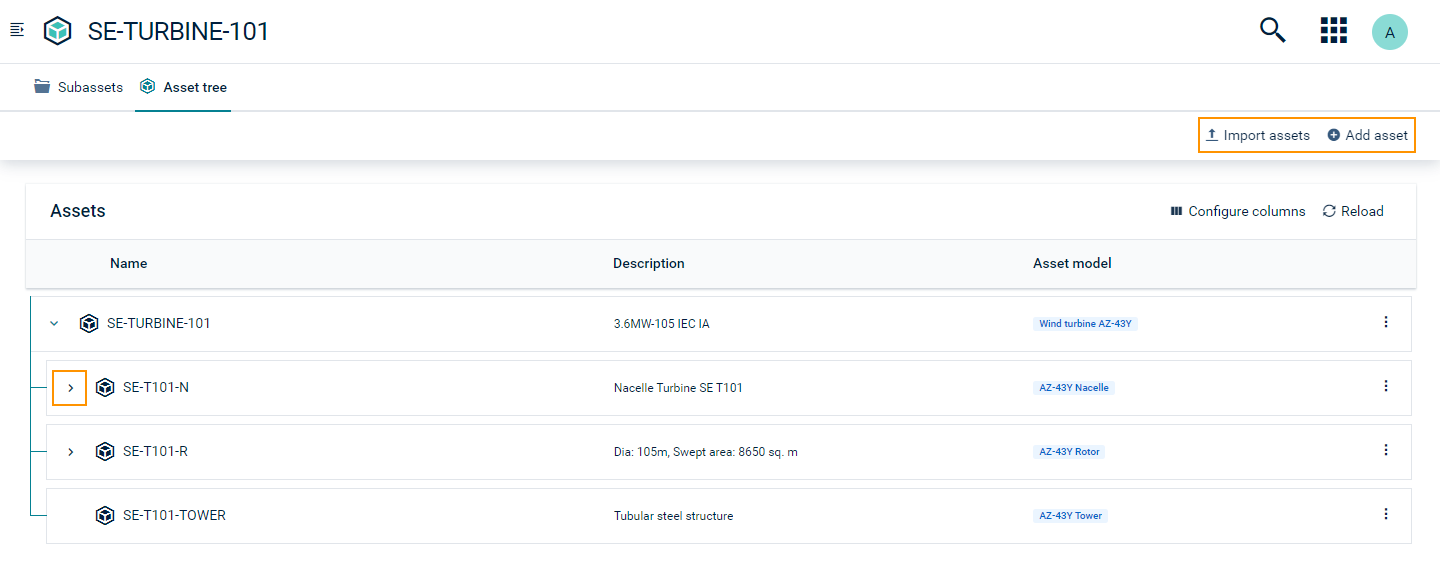 SE-TURBINE-101
A
Subassets Asset tree
Import assets Add asset
Assets Configure columns Reload
Name Description Asset model
SE-TURBINE-101 3.6MW-105 IEC IA Wind turbine AZ-43Y
SE-T101-N Nacelle Turbine SE T101 AZ-43Y Nacelle
SE-T101-R Dia: 105m, Swept area: 8650 sq. m AZ-43Y Rotor
SE-T101-TOWER Tubular steel structure AZ-43Y Tower